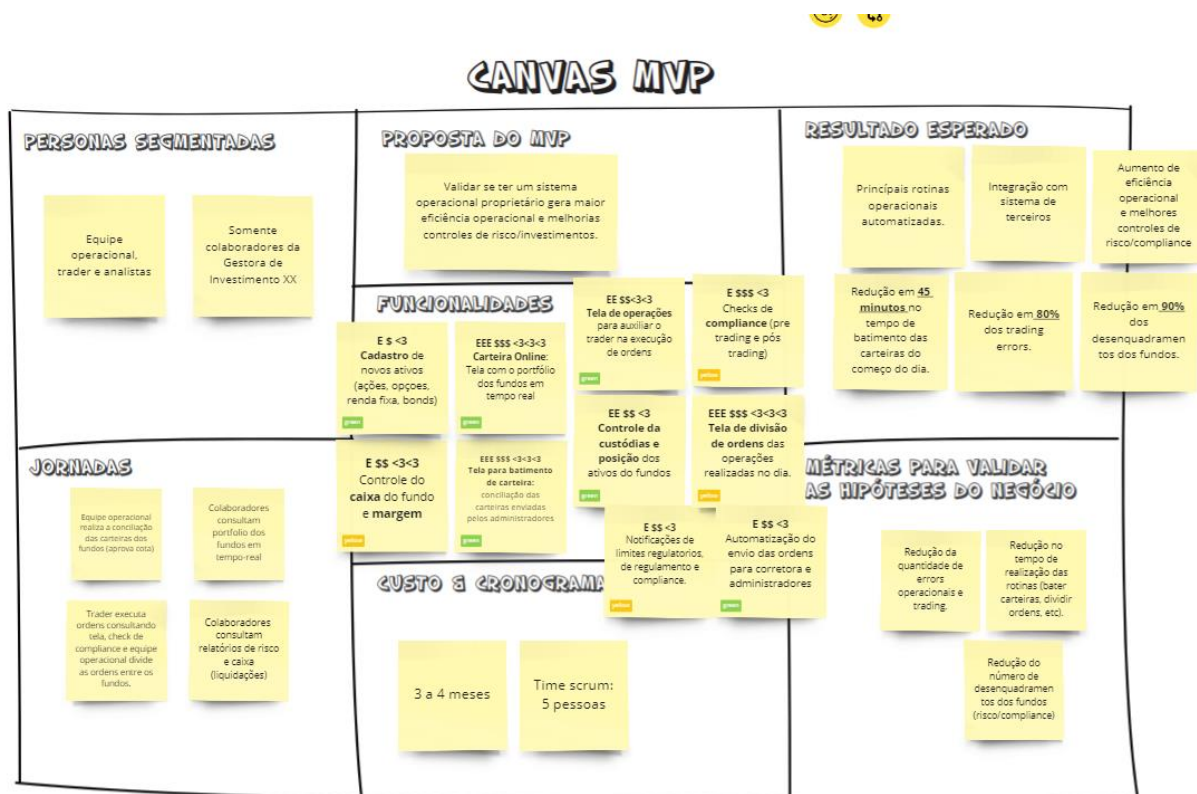 CANVAS MVP
PERSONAS SEGMENTADAS
Equipe
operacional,
trader e analistas
Somente
colaboradores da
Gestora de
Investimento XX
PROPOSTA DO MVP
Validar se ter um sistema
operacional proprietário gera maior
eficiência operacional e melhorias
controles de risco/investimentos.
RESULTADO ESPERADO
Princípais rotinas
operacionais
automatizadas.
Integração com
sistema de
terceiros
Aumento de
eficiência
operacional
e melhores
controles de
risco/compliance
Redução em 45
minutos no
tempo de
batimento das
carteiras do
começo do dia.
Redução em 80%
dos trading
errors.
Redução em 90%
dos
desenquadramen
tos dos fundos.
FUNCIONALIDADES
E $ <3
Cadastro de
novos ativos
(ações, opçoes,
renda fixa, bonds)
green
EEE $$$ <3<3<3
Carteira Online:
Tela com o portfólio
dos fundos em
tempo real
green
EE $$<3<3
Tela de operações
para auxiliar o
trader na execução
de ordens
green
E $$$ <3
Checks de
compliance (pre
trading e pós
trading)
yellow
E $$ <3<3
Controle do
caixa do fundo
e margem
yellow
EEE $$$ <3<3<3
Tela para batimento
de carteira:
conciliação das
carteiras enviadas
pelos administradores
green
EE $$ <3
Controle da
custódias e
posição dos
ativos do fundos
green
EEE $$$ <3<3<3
Tela de divisão
de ordens das
operações
realizadas no dia.
yellow
E $$ <3
Notificações de
limites regulatorios,
de regulamento e
compliance.
yellow
E $$ <3
Automatização do
envio das ordens
para corretora e
administradores
green
JORNADAS
Equipe operacional
realiza a conciliação
das carteiras dos
fundos (aprova cota)
Colaboradores
consultam
portfolio dos
fundos em
tempo-real
Trader executa
ordens consultando
tela, check de
compliance e equipe
operacional divide
as ordens entre os
fundos.
Colaboradores
consultam
relatórios de risco
e caixa
(liquidações)
CUSTO & CRONOGRAMA
3 a 4 meses
Time scrum:
5 pessoas
MÉTRICAS PARA VALIDAR
AS HIPÓTESES DO NEGÓCIO
Redução da
quantidade de
errors
operacionais e
trading.
Redução no
tempo de
realização das
rotinas (bater
carteiras, dividir
ordens, etc).
Redução do
número de
desenquadramen
tos dos fundos
(risco/compliance)